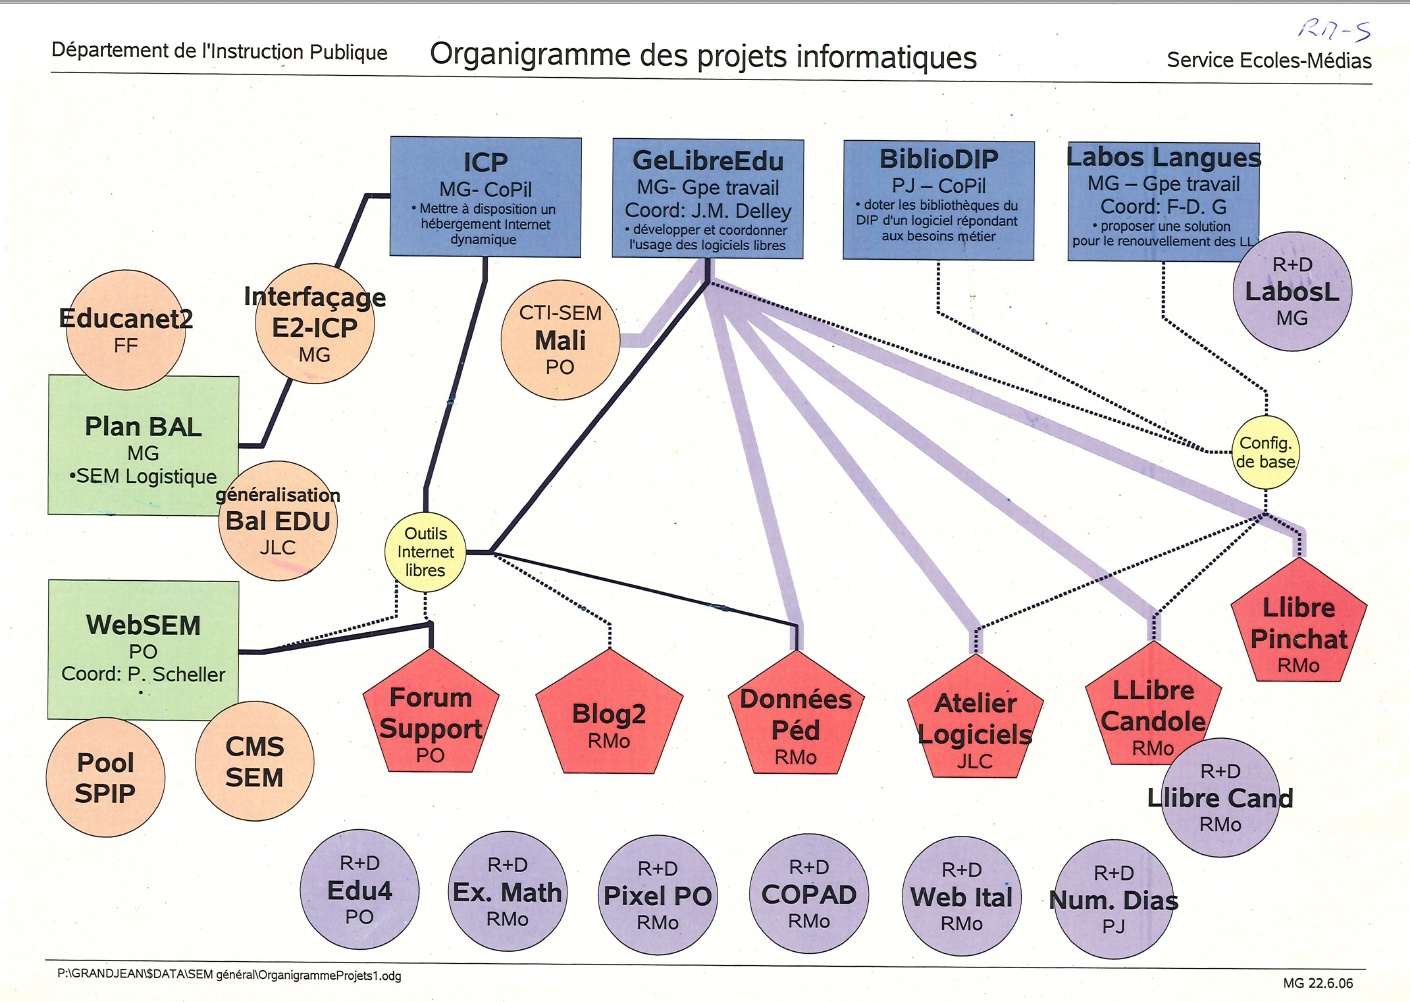 RM-S
Département de l'Instruction Publique
Organigramme des projets informatiques
Service Ecoles-Médias
ICP
MG- CoPil
• Mettre à disposition un
hébergement Internet
dynamique
GeLibreEdu
MG- Gpe travail
Coord: J.M. Delley
• développer et coordonner
l'usage des logiciels libres
BiblioDIP
PJ – CoPil
• doter les bibliothèques du
DIP d'un logiciel répondant
aux besoins métier
Labos Langues
MG – Gpe travail
Coord: F-D. G
• proposer une solution
pour le renouvellement des LL
R+D
LabosL
MG
Educanet2
FF
Interfaçage
E2-ICP
MG
CTI-SEM
Mali
PO
Plan BAL
MG
•SEM Logistique
généralisation
Bal EDU
JLC
Config.
de base
Outils
Internet
libres
WebSEM
PO
Coord: P. Scheller
•
Pool
SPIP
CMS
SEM
Forum
Support
PO
Blog2
RMo
Données
Péd
RMo
Atelier
Logiciels
JLC
LLibre
Candole
RMo
Llibre
Pinchat
RMo
R+D
Llibre Cand
RMo
R+D
Edu4
PO
R+D
Ex. Math
RMo
R+D
Pixel PO
RMo
R+D
COPAD
RMo
R+D
Web Ital
RMo
R+D
Num. Dias
PJ
P:\GRANDJEAN\$DATA\SEM général\OrganigrammeProjets1.odg
MG 22.6.06